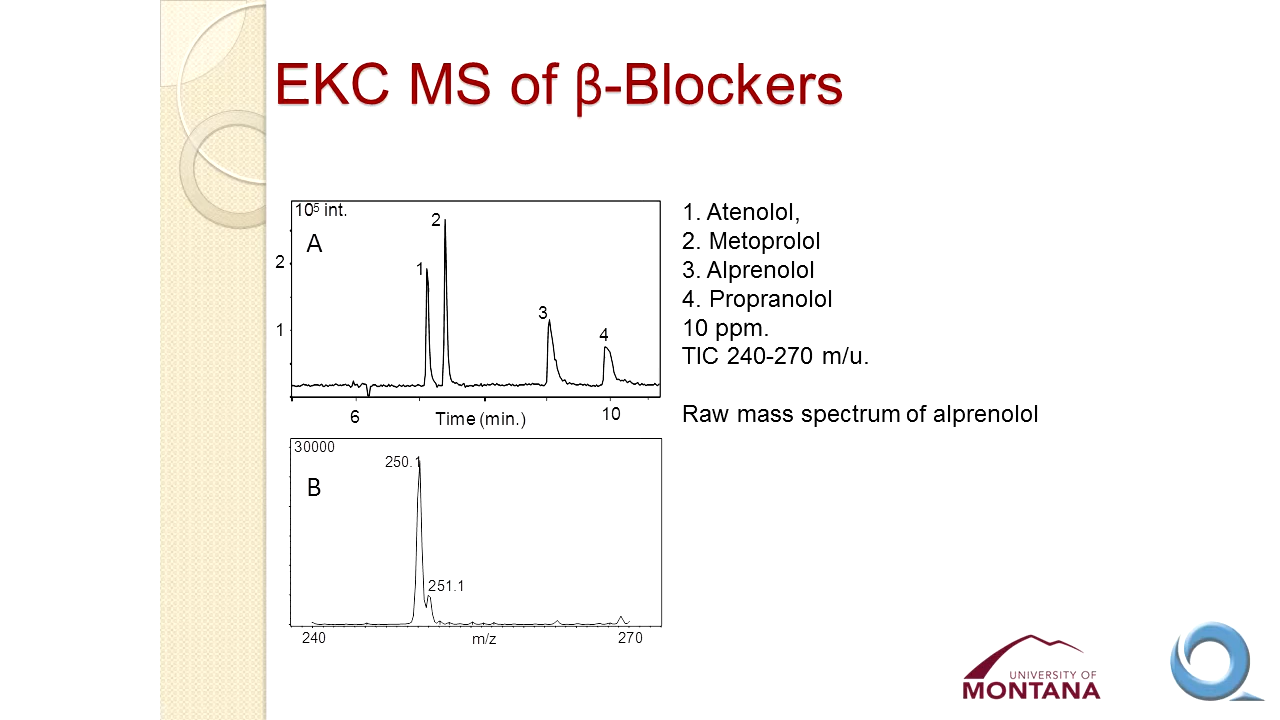 EKC MS of β-Blockers
10⁵ int.
A
2
1
1
2
3
4
6
Time (min.)
10
1. Atenolol,
2. Metoprolol
3. Alprenolol
4. Propranolol
10 ppm.
TIC 240-270 m/u.
Raw mass spectrum of alprenolol
30000
250.1
B
251.1
240
m/z
270
UNIVERSITY OF
MONTANA